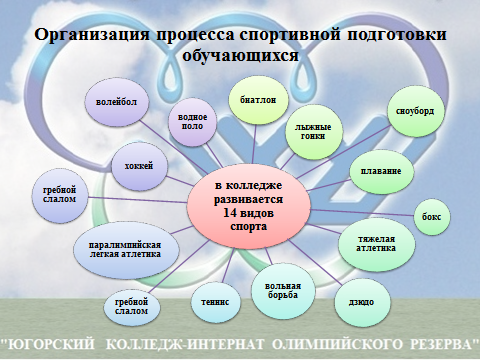 Организация процесса спортивной подготовки
обучающихся
биатлон
сноуборд
волейбол
водное
поло
лыжные
гонки
хоккей
плавание
гребной
слалом
в колледже
развивается
14 видов
спорта
бокс
паралимпийская
легкая атлетика
тяжелая
атлетика
гребной
слалом
теннис
вольная
борьба
дзюдо
"ЮГОРСКИЙ КОЛЛЕДЖ-ИНТЕРНАТ ОЛИМПИЙСКОГО РЕЗЕРВА"